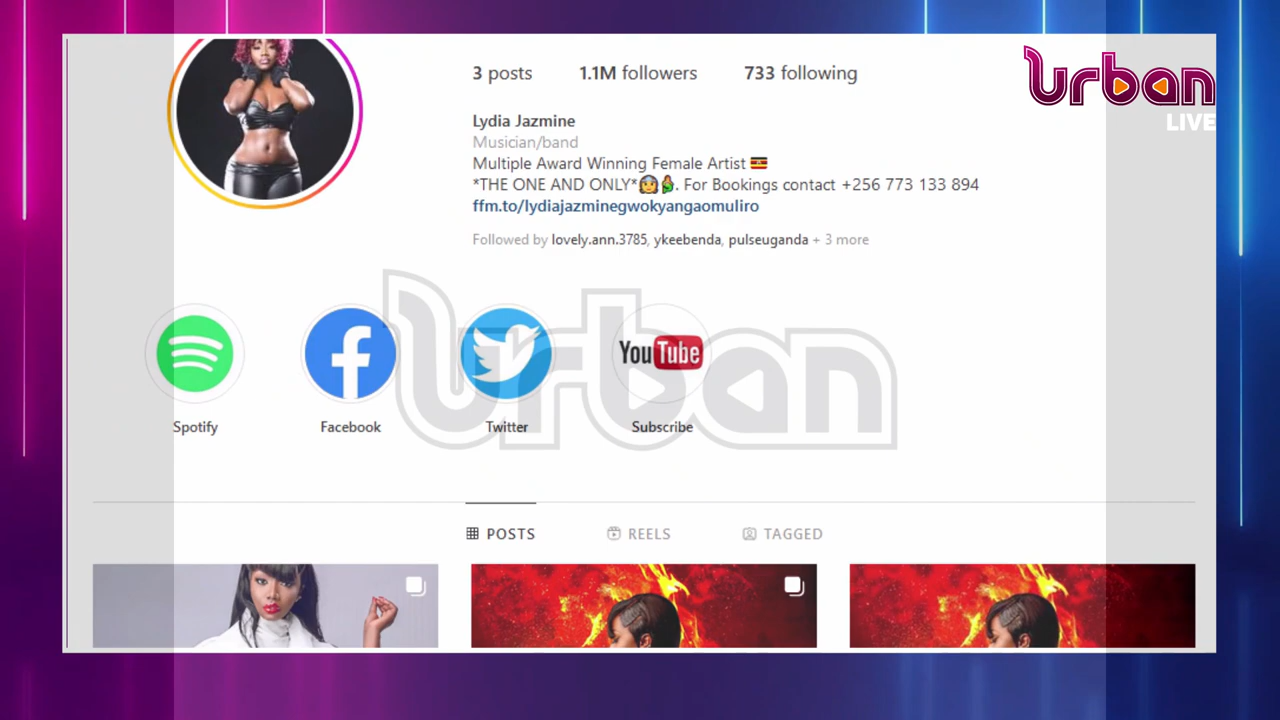 3 posts 1.1M followers 733 following
urban
LIVE
Lydia Jazmine
Musician/band
Multiple Award Winning Female Artist 🇺🇬
*THE ONE AND ONLY*👰🧜‍♀️. For Bookings contact +256 773 133 894
ffm.to/lydiajazminegwokyangaomuliro
Followed by lovely.ann.3785, ykeebenda, pulseuganda + 3 more
urban
You Tube
Spotify Facebook Twitter Subscribe
POSTS REELS TAGGED